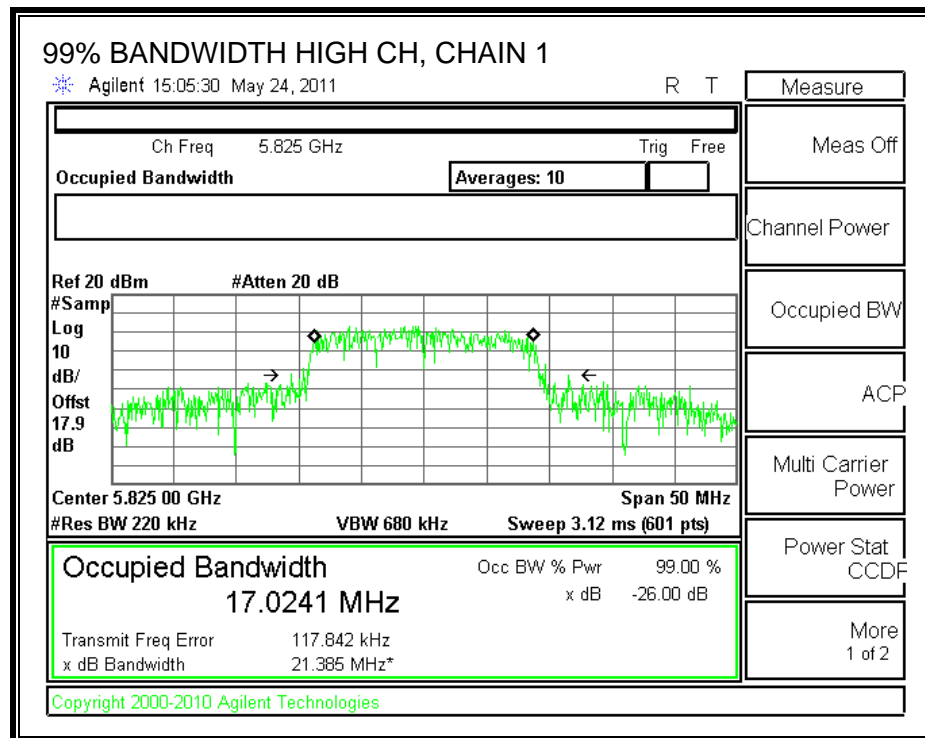 99% BANDWIDTH HIGH CH, CHAIN 1
Agilent 15:05:30 May 24, 2011 R T
Ch Freq 5.825 GHz Trig Free
Occupied Bandwidth Averages: 10
Ref 20 dBm #Atten 20 dB
#Samp
Log
10
dB/
Offst
17.9
dB
Center 5.825 00 GHz Span 50 MHz
#Res BW 220 kHz VBW 680 kHz Sweep 3.12 ms (601 pts)
Occupied Bandwidth Occ BW % Pwr 99.00 %
17.0241 MHz x dB -26.00 dB
Transmit Freq Error 117.842 kHz
x dB Bandwidth 21.385 MHz*
Copyright 2000-2010 Agilent Technologies
Measure
Meas Off
Channel Power
Occupied BW
ACP
Multi Carrier
Power
Power Stat
CCDF
More
1 of 2